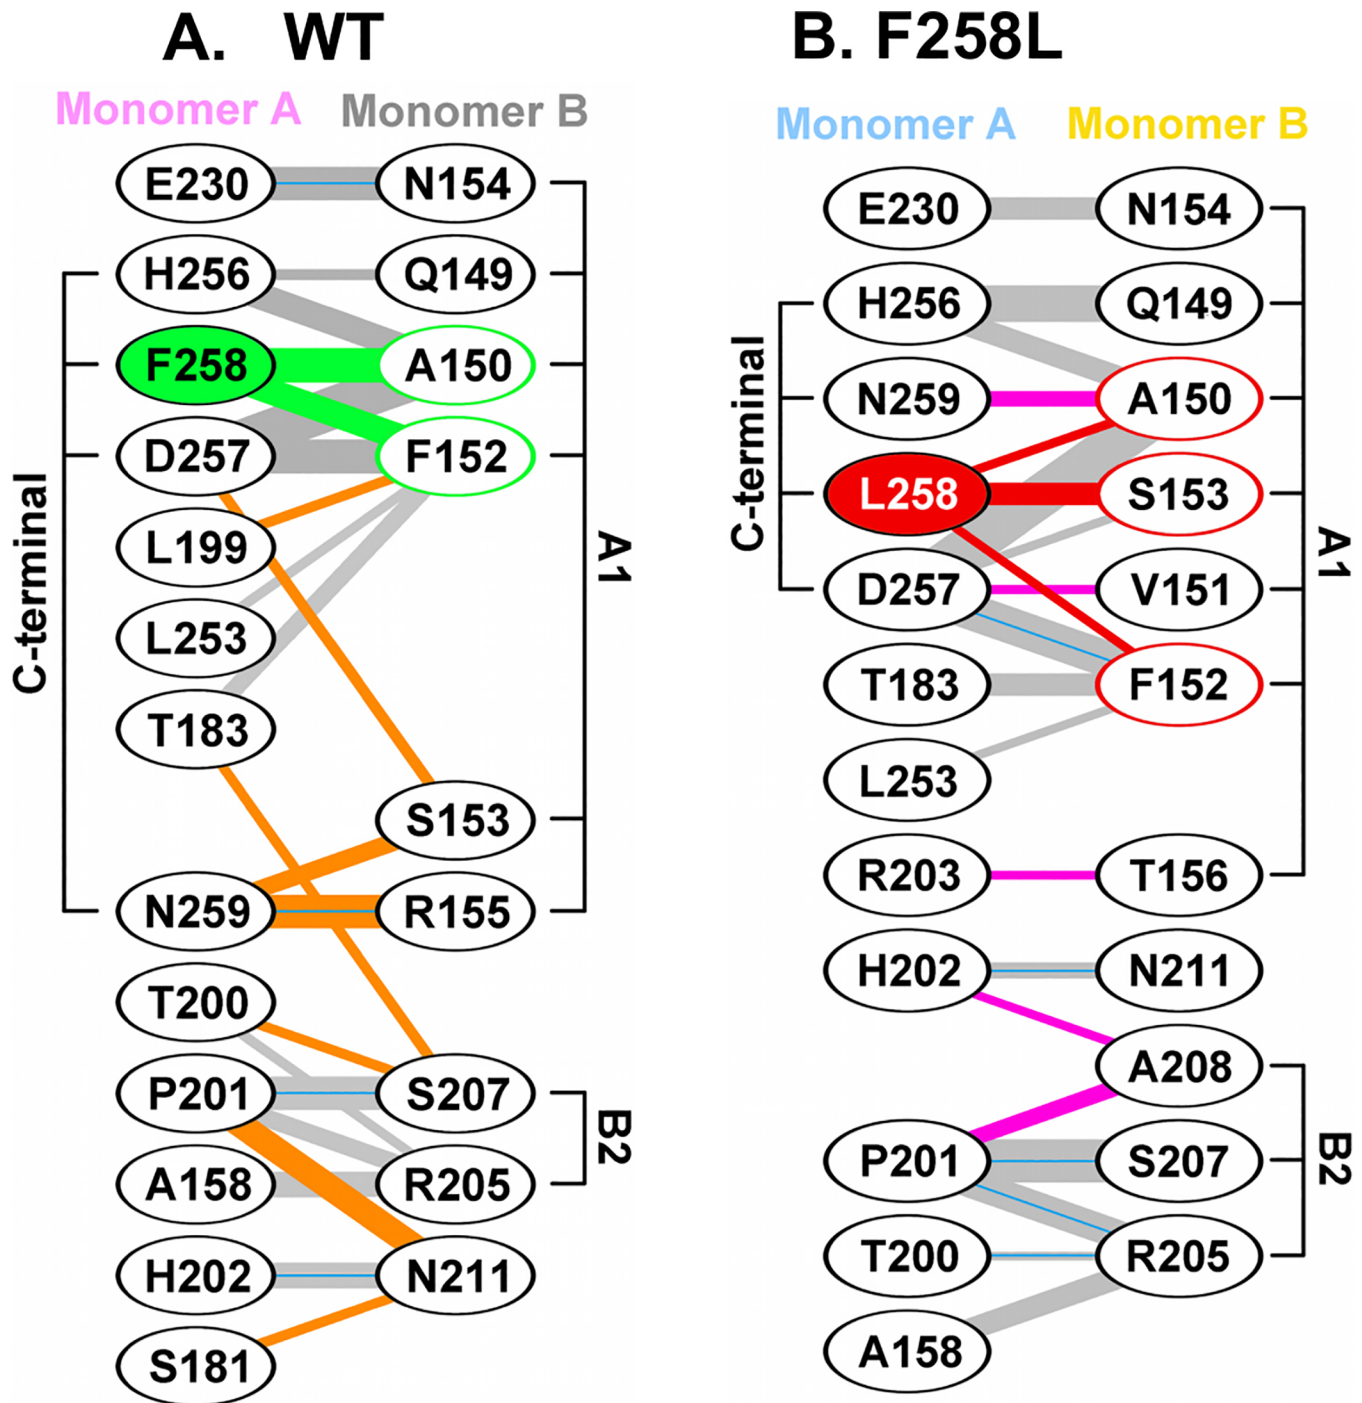 A. WT
Monomer A Monomer B
E230 N154
H256 Q149
F258 A150
D257 F152
L199
L253
T183
S153
N259 R155
T200
P201 S207
A158 R205
H202 N211
S181
C-terminal
A1
B2
B. F258L
Monomer A Monomer B
E230 N154
H256 Q149
N259 A150
L258 S153
D257 V151
T183 F152
L253
R203 T156
H202 N211
A208
P201 S207
T200 R205
A158
C-terminal
A1
B2